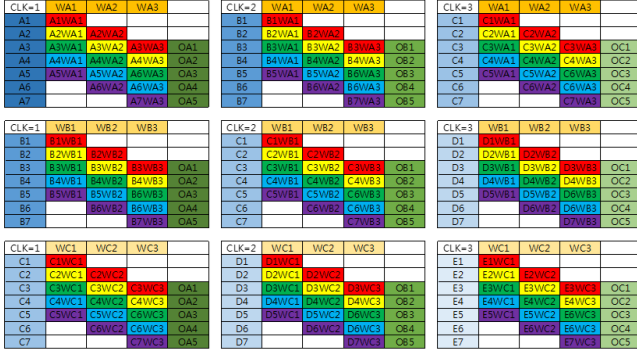 CLK=1 WA1 WA2 WA3
A1 A1WA1
A2 A2WA1 A2WA2
A3 A3WA1 A3WA2 A3WA3 OA1
A4 A4WA1 A4WA2 A4WA3 OA2
A5 A5WA1 A5WA2 A6WA3 OA3
A6 A6WA2 A6WA3 OA4
A7 A7WA3 OA5
CLK=2 WA1 WA2 WA3
B1 B1WA1
B2 B2WA1 B2WA2
B3 B3WA1 B3WA2 B3WA3 OB1
B4 B4WA1 B4WA2 B4WA3 OB2
B5 B5WA1 B5WA2 B6WA3 OB3
B6 B6WA2 B6WA3 OB4
B7 B7WA3 OB5
CLK=3 WA1 WA2 WA3
C1 C1WA1
C2 C2WA1 C2WA2
C3 C3WA1 C3WA2 C3WA3 OC1
C4 C4WA1 C4WA2 C4WA3 OC2
C5 C5WA1 C5WA2 C6WA3 OC3
C6 C6WA2 C6WA3 OC4
C7 C7WA3 OC5
CLK=1 WB1 WB2 WB3
B1 B1WB1
B2 B2WB1 B2WB2
B3 B3WB1 B3WB2 B3WB3 OA1
B4 B4WB1 B4WB2 B4WB3 OA2
B5 B5WB1 B5WB2 B6WB3 OA3
B6 B6WB2 B6WB3 OA4
B7 B7WB3 OA5
CLK=2 WB1 WB2 WB3
C1 C1WB1
C2 C2WB1 C2WB2
C3 C3WB1 C3WB2 C3WB3 OB1
C4 C4WB1 C4WB2 C4WB3 OB2
C5 C5WB1 C5WB2 C6WB3 OB3
C6 C6WB2 C6WB3 OB4
C7 C7WB3 OB5
CLK=3 WB1 WB2 WB3
D1 D1WB1
D2 D2WB1 D2WB2
D3 D3WB1 D3WB2 D3WB3 OC1
D4 D4WB1 D4WB2 D4WB3 OC2
D5 D5WB1 D5WB2 D6WB3 OC3
D6 D6WB2 D6WB3 OC4
D7 D7WB3 OC5
CLK=1 WC1 WC2 WC3
C1 C1WC1
C2 C2WC1 C2WC2
C3 C3WC1 C3WC2 C3WC3 OA1
C4 C4WC1 C4WC2 C4WC3 OA2
C5 C5WC1 C5WC2 C6WC3 OA3
C6 C6WC2 C6WC3 OA4
C7 C7WC3 OA5
CLK=2 WC1 WC2 WC3
D1 D1WC1
D2 D2WC1 D2WC2
D3 D3WC1 D3WC2 D3WC3 OB1
D4 D4WC1 D4WC2 D4WC3 OB2
D5 D5WC1 D5WC2 D6WC3 OB3
D6 D6WC2 D6WC3 OB4
D7 D7WC3 OB5
CLK=3 WC1 WC2 WC3
E1 E1WC1
E2 E2WC1 E2WC2
E3 E3WC1 E3WC2 E3WC3 OC1
E4 E4WC1 E4WC2 E4WC3 OC2
E5 E5WC1 E5WC2 E6WC3 OC3
E6 E6WC2 E6WC3 OC4
E7 E7WC3 OC5